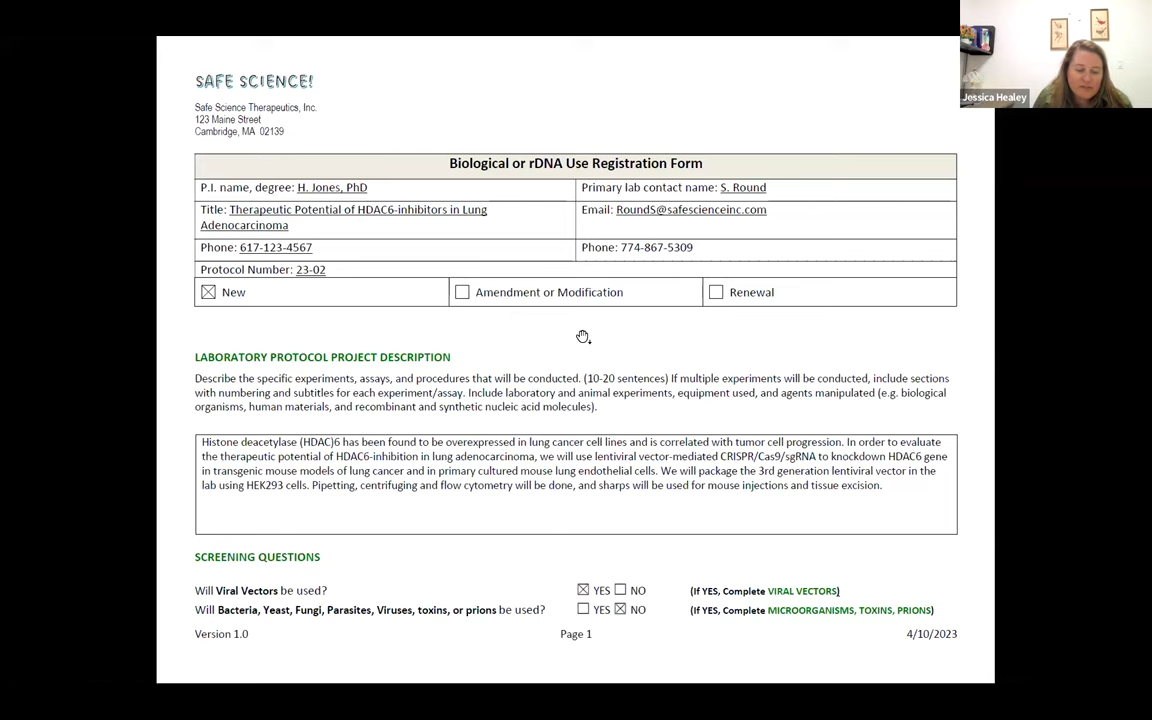 SAFE SCIENCE!
Safe Science Therapeutics, Inc.
123 Maine Street
Cambridge, MA 02139
Jessica Healey
Biological or rDNA Use Registration Form
P.I. name, degree: H. Jones, PhD
Primary lab contact name: S. Round
Title: Therapeutic Potential of HDAC6-inhibitors in Lung
Adenocarcinoma
Email: RoundS@safescienceinc.com
Phone: 617-123-4567
Phone: 774-867-5309
Protocol Number: 23-02
New
Amendment or Modification
Renewal
LABORATORY PROTOCOL PROJECT DESCRIPTION
Describe the specific experiments, assays, and procedures that will be conducted. (10-20 sentences) If multiple experiments will be conducted, include sections
with numbering and subtitles for each experiment/assay. Include laboratory and animal experiments, equipment used, and agents manipulated (e.g. biological
organisms, human materials, and recombinant and synthetic nucleic acid molecules).
Histone deacetylase (HDAC)6 has been found to be overexpressed in lung cancer cell lines and is correlated with tumor cell progression. In order to evaluate
the therapeutic potential of HDAC6-inhibition in lung adenocarcinoma, we will use lentiviral vector-mediated CRISPR/Cas9/sgRNA to knockdown HDAC6 gene
in transgenic mouse models of lung cancer and in primary cultured mouse lung endothelial cells. We will package the 3rd generation lentiviral vector in the
lab using HEK293 cells. Pipetting, centrifuging and flow cytometry will be done, and sharps will be used for mouse injections and tissue excision.
SCREENING QUESTIONS
Will Viral Vectors be used? YES NO (If YES, Complete VIRAL VECTORS)
Will Bacteria, Yeast, Fungi, Parasites, Viruses, toxins, or prions be used? YES NO (If YES, Complete MICROORGANISMS, TOXINS, PRIONS)
Version 1.0 Page 1 4/10/2023